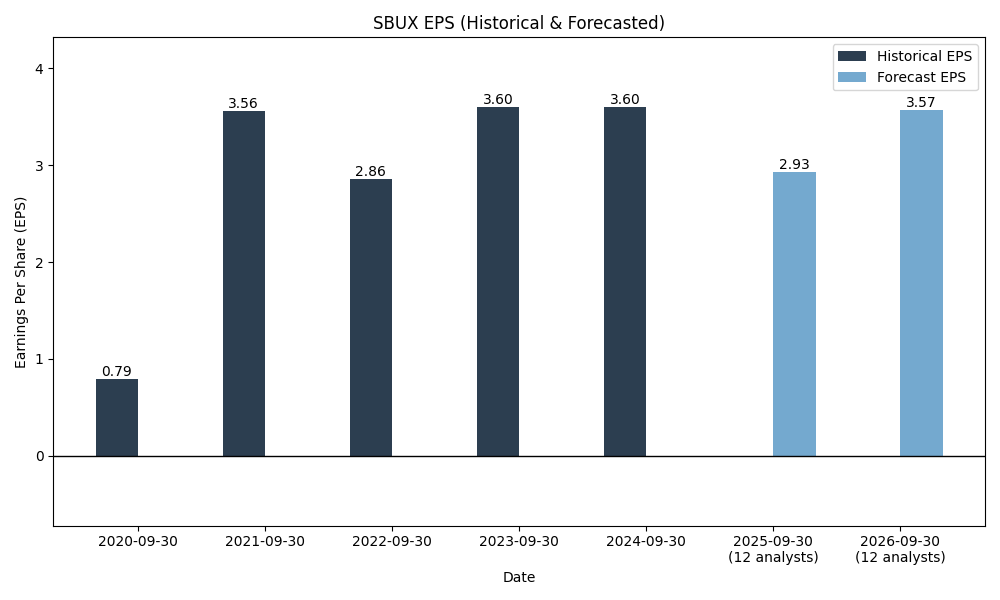 SBUX EPS (Historical & Forecasted)
Historical EPS
Forecast EPS
Earnings Per Share (EPS)
4
3
2
1
0
0.79
3.56
2.86
3.60
3.60
2.93
3.57
2020-09-30
2021-09-30
2022-09-30
2023-09-30
2024-09-30
2025-09-30
(12 analysts)
2026-09-30
(12 analysts)
Date